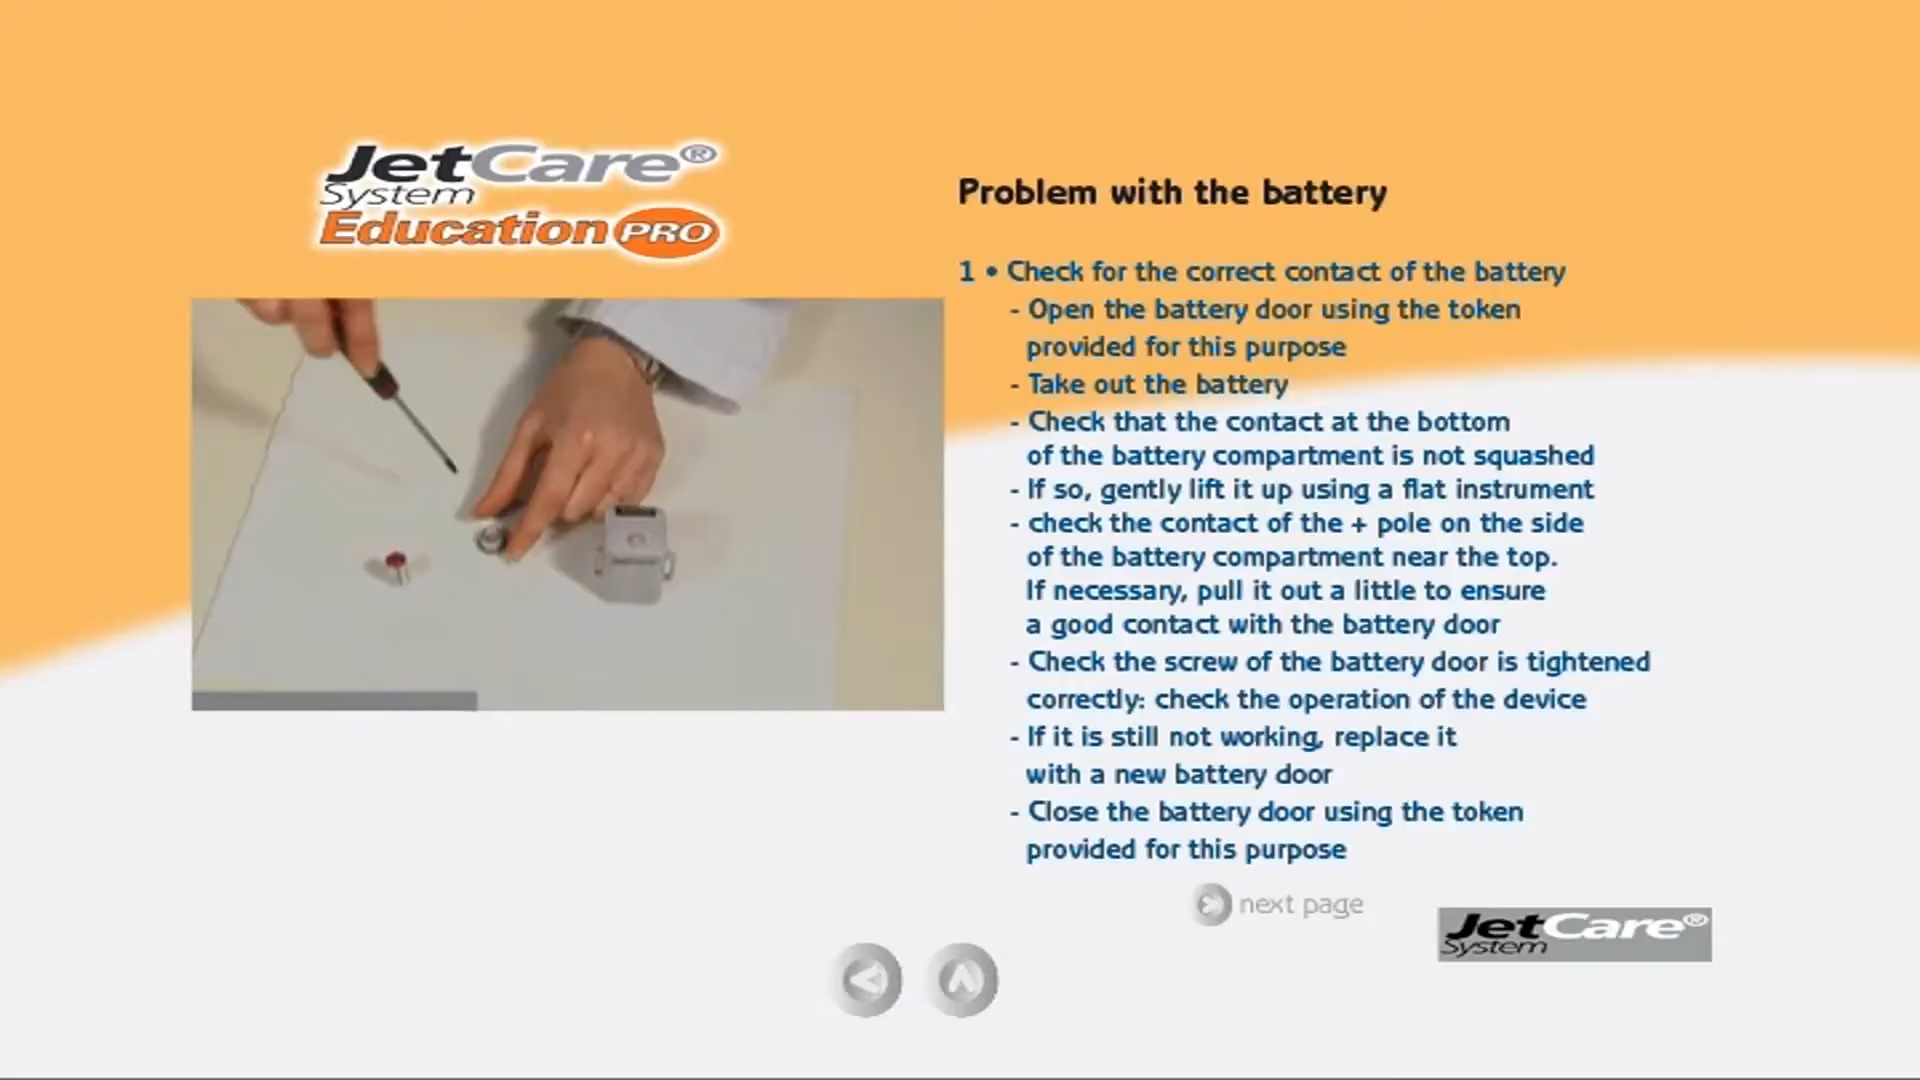 JetCare®
System
Education PRO
Problem with the battery
1 • Check for the correct contact of the battery
- Open the battery door using the token
provided for this purpose
- Take out the battery
- Check that the contact at the bottom
of the battery compartment is not squashed
- If so, gently lift it up using a flat instrument
- check the contact of the + pole on the side
of the battery compartment near the top.
If necessary, pull it out a little to ensure
a good contact with the battery door
- Check the screw of the battery door is tightened
correctly: check the operation of the device
- If it is still not working, replace it
with a new battery door
- Close the battery door using the token
provided for this purpose
next page
JetCare®
System